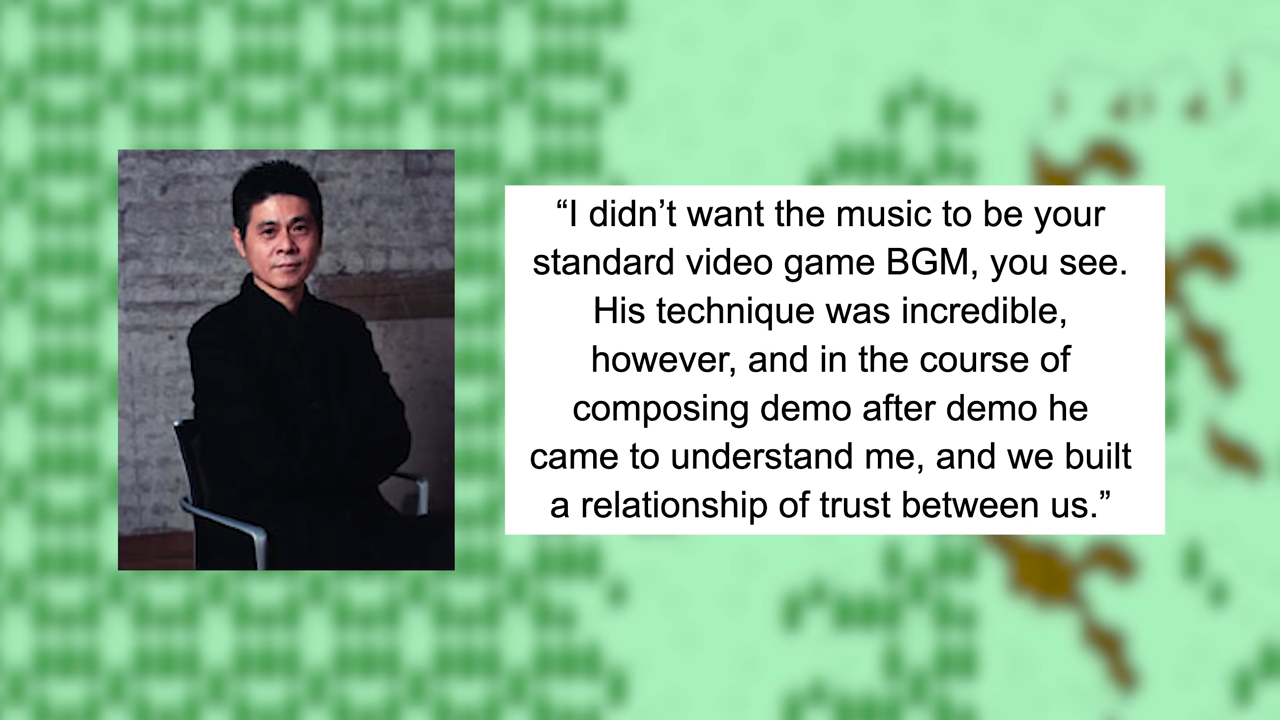 “I didn’t want the music to be your
standard video game BGM, you see.
His technique was incredible,
however, and in the course of
composing demo after demo he
came to understand me, and we built
a relationship of trust between us.”